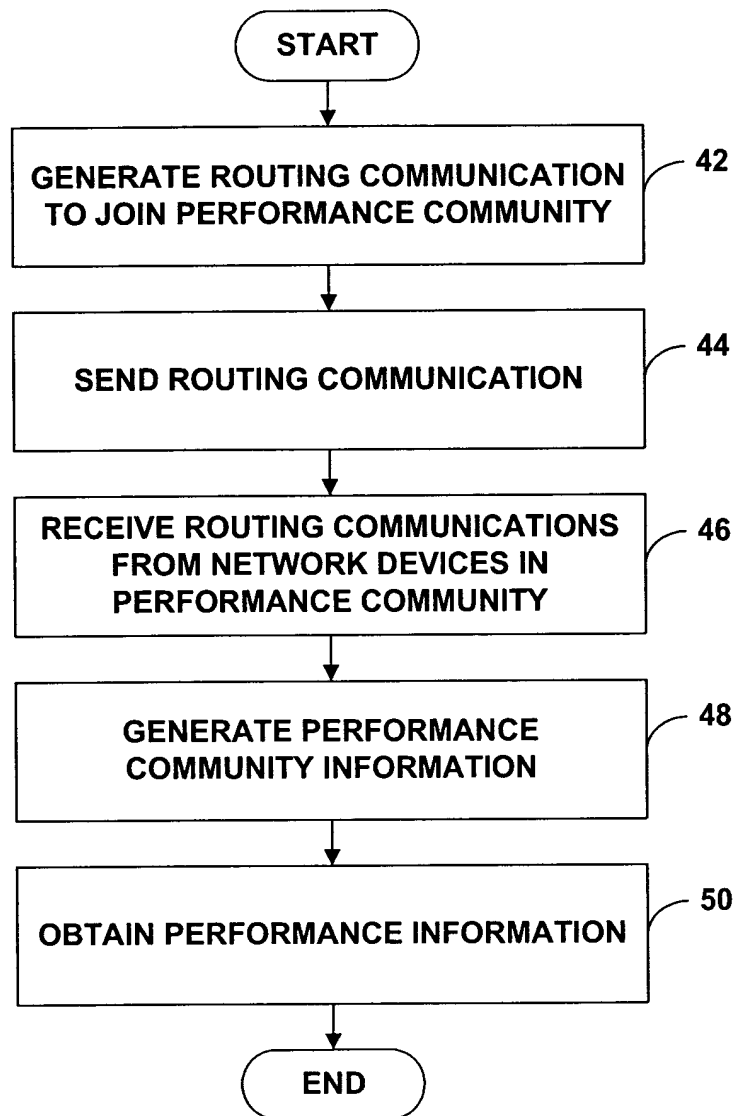 START
GENERATE ROUTING COMMUNICATION
TO JOIN PERFORMANCE COMMUNITY
42
SEND ROUTING COMMUNICATION
44
RECEIVE ROUTING COMMUNICATIONS
FROM NETWORK DEVICES IN
PERFORMANCE COMMUNITY
46
GENERATE PERFORMANCE
COMMUNITY INFORMATION
48
OBTAIN PERFORMANCE INFORMATION
50
END